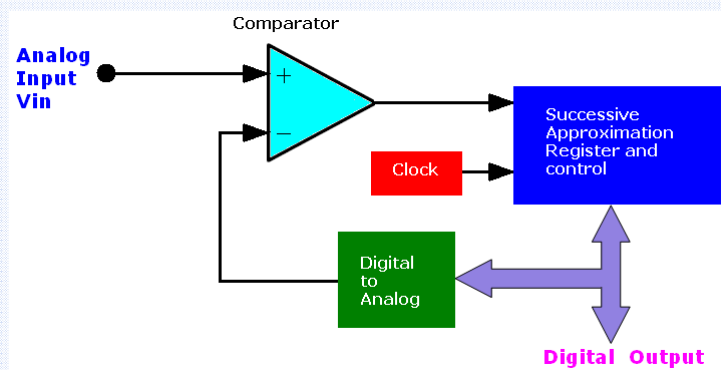 Comparator
Analog
Input
Vin
+
−
Successive
Approximation
Register and
control
Clock
Digital
to
Analog
Digital Output